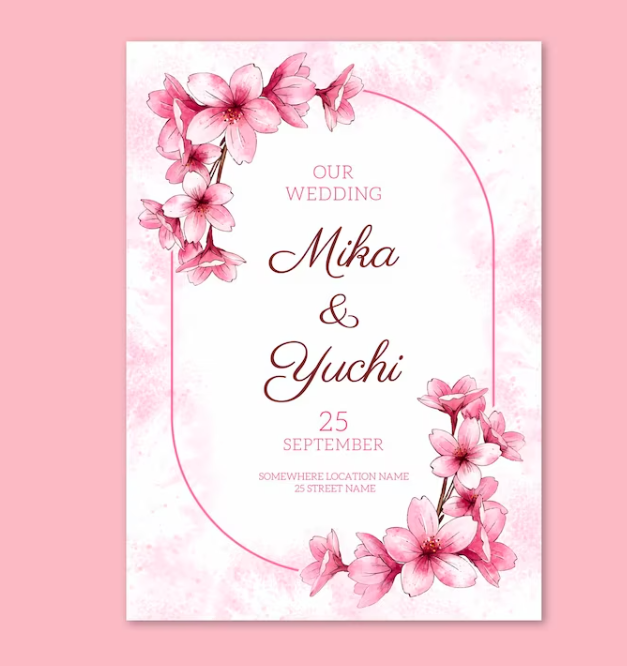 OUR
WEDDING
Mika
&
Yuchi
25
SEPTEMBER
SOMEWHERE LOCATION NAME
25 STREET NAME